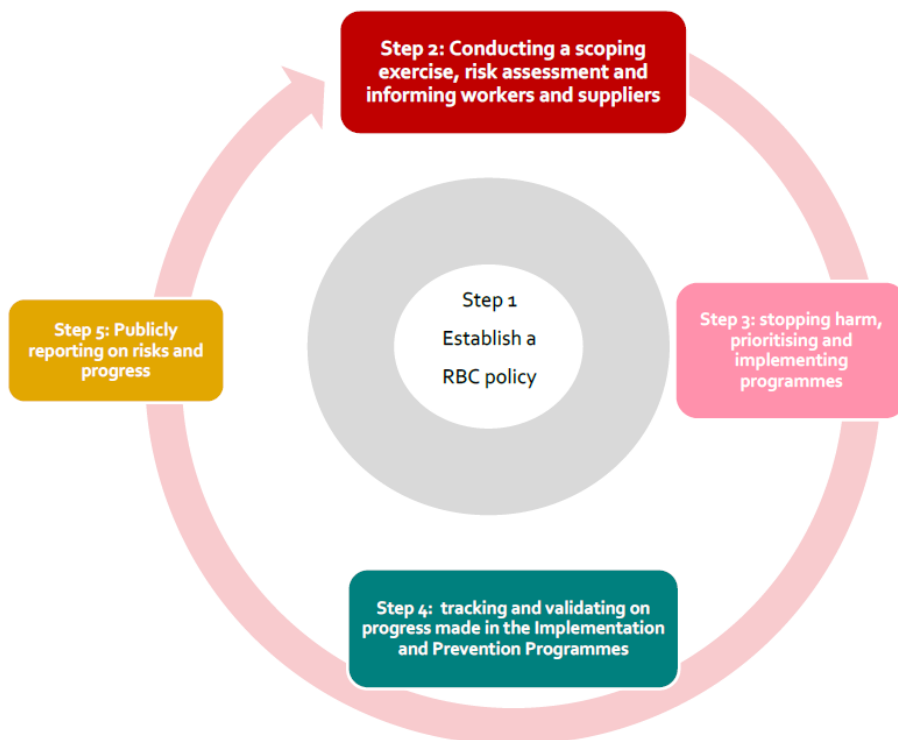 Step 2: Conducting a scoping
exercise, risk assessment and
informing workers and suppliers
Step 1
Establish a
RBC policy
Step 3: stopping harm,
prioritising and
implementing
programmes
Step 4:  tracking and validating on
progress made in the Implementation
and Prevention Programmes
Step 5: Publicly
reporting on risks and
progress